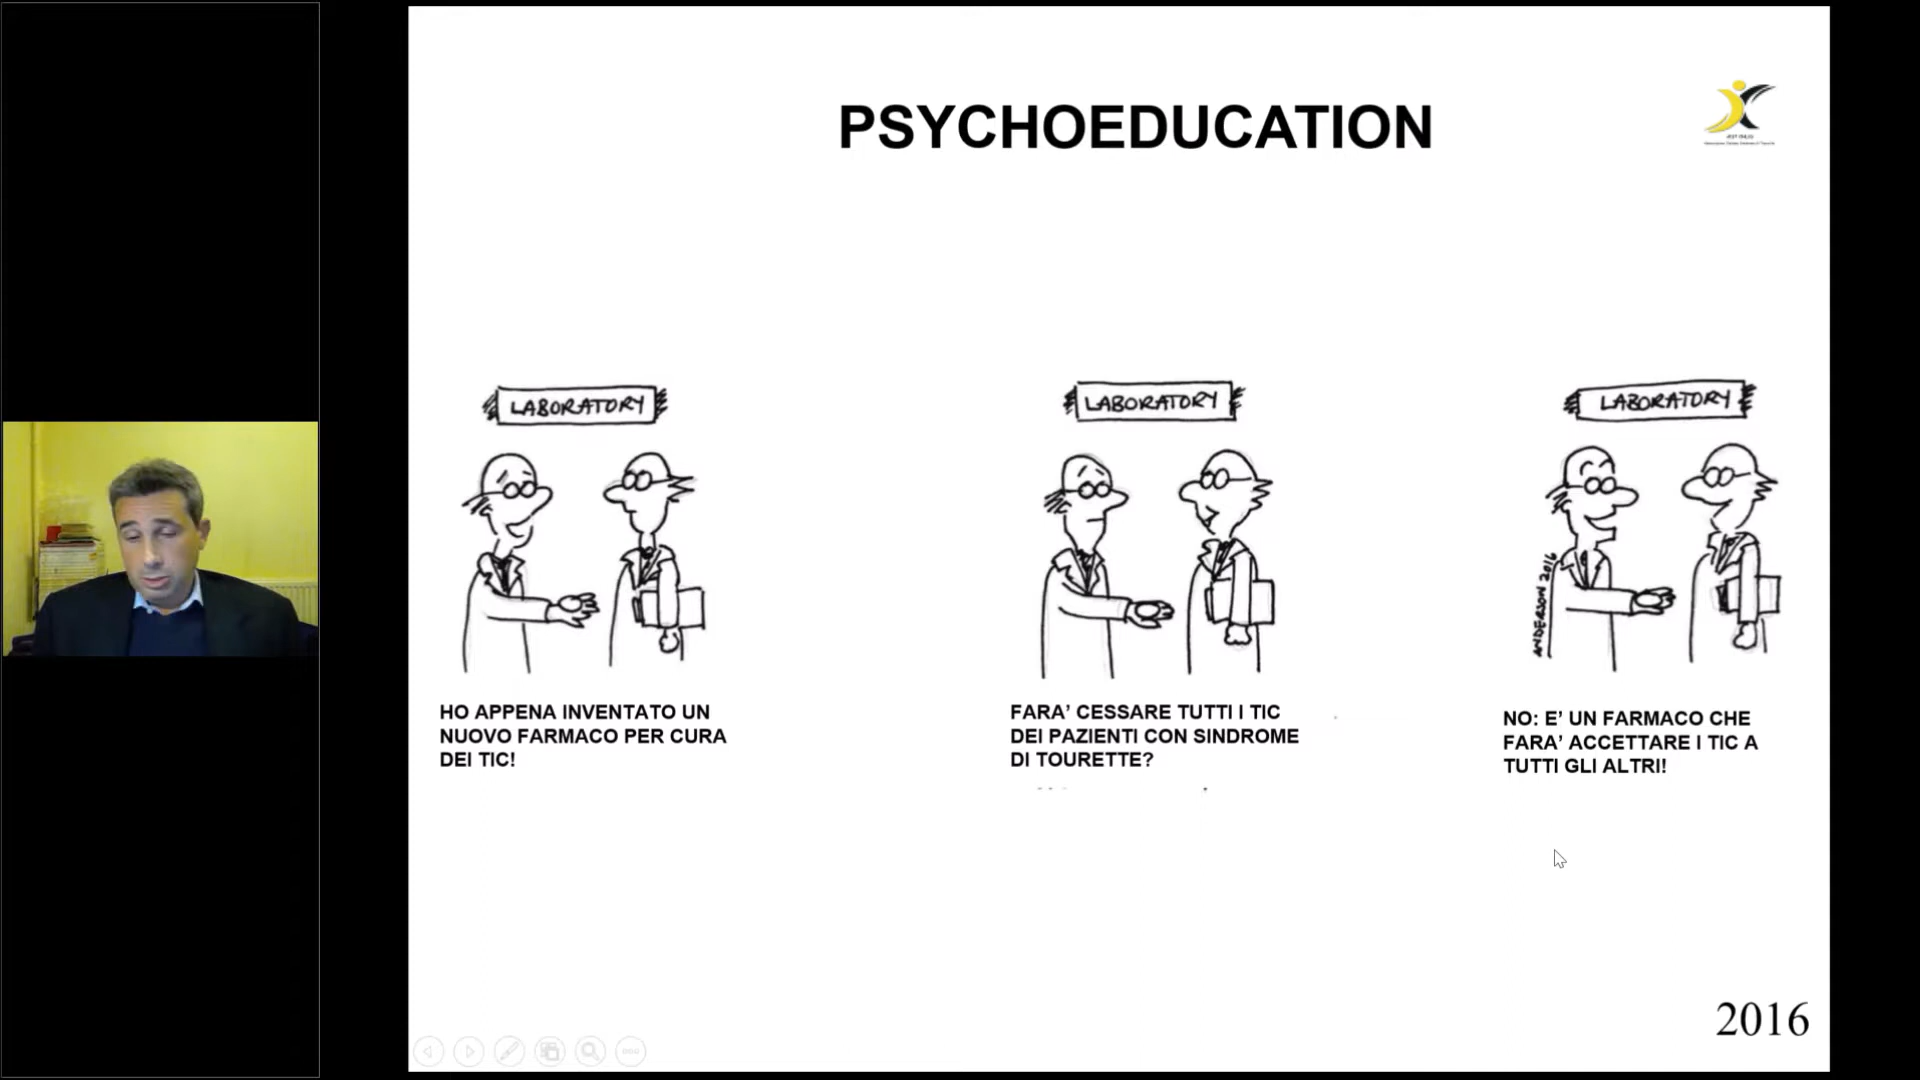 PSYCHOEDUCATION
LABORATORY
LABORATORY
LABORATORY
ANDERSON 2016
HO APPENA INVENTATO UN
NUOVO FARMACO PER CURA
DEI TIC!
FARA’ CESSARE TUTTI I TIC
DEI PAZIENTI CON SINDROME
DI TOURETTE?
NO: E’ UN FARMACO CHE
FARA’ ACCETTARE I TIC A
TUTTI GLI ALTRI!
2016